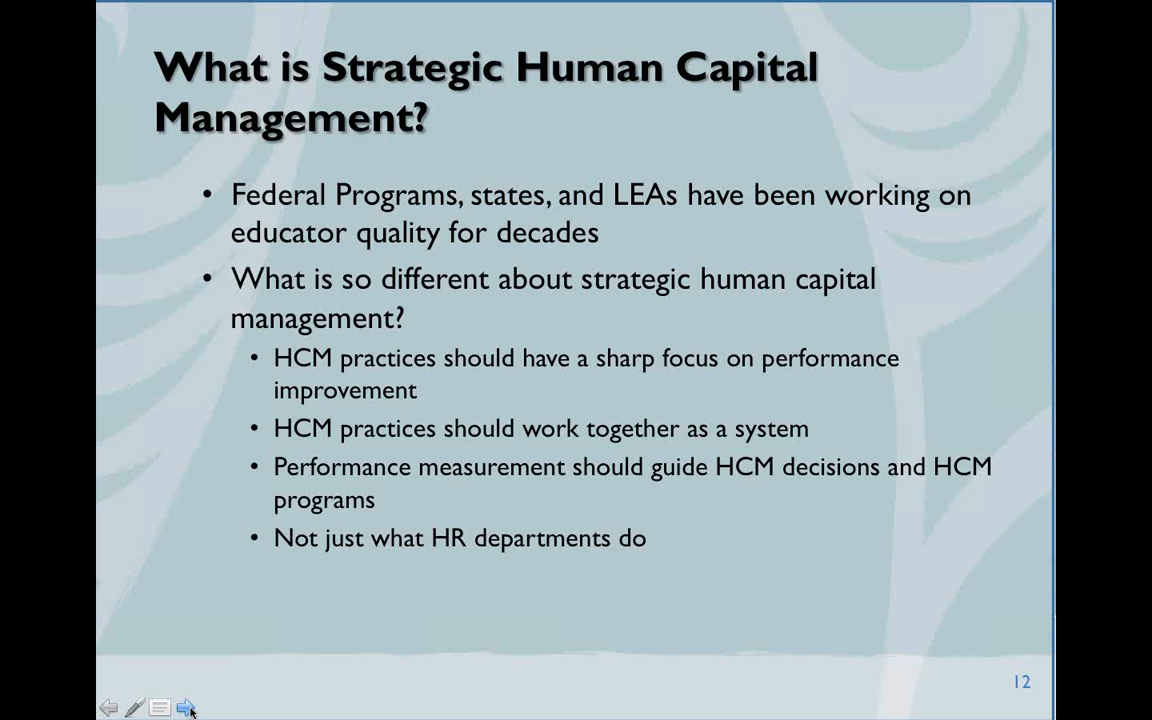 What is Strategic Human Capital
Management?
• Federal Programs, states, and LEAs have been working on
educator quality for decades
• What is so different about strategic human capital
management?
• HCM practices should have a sharp focus on performance
improvement
• HCM practices should work together as a system
• Performance measurement should guide HCM decisions and HCM
programs
• Not just what HR departments do
12